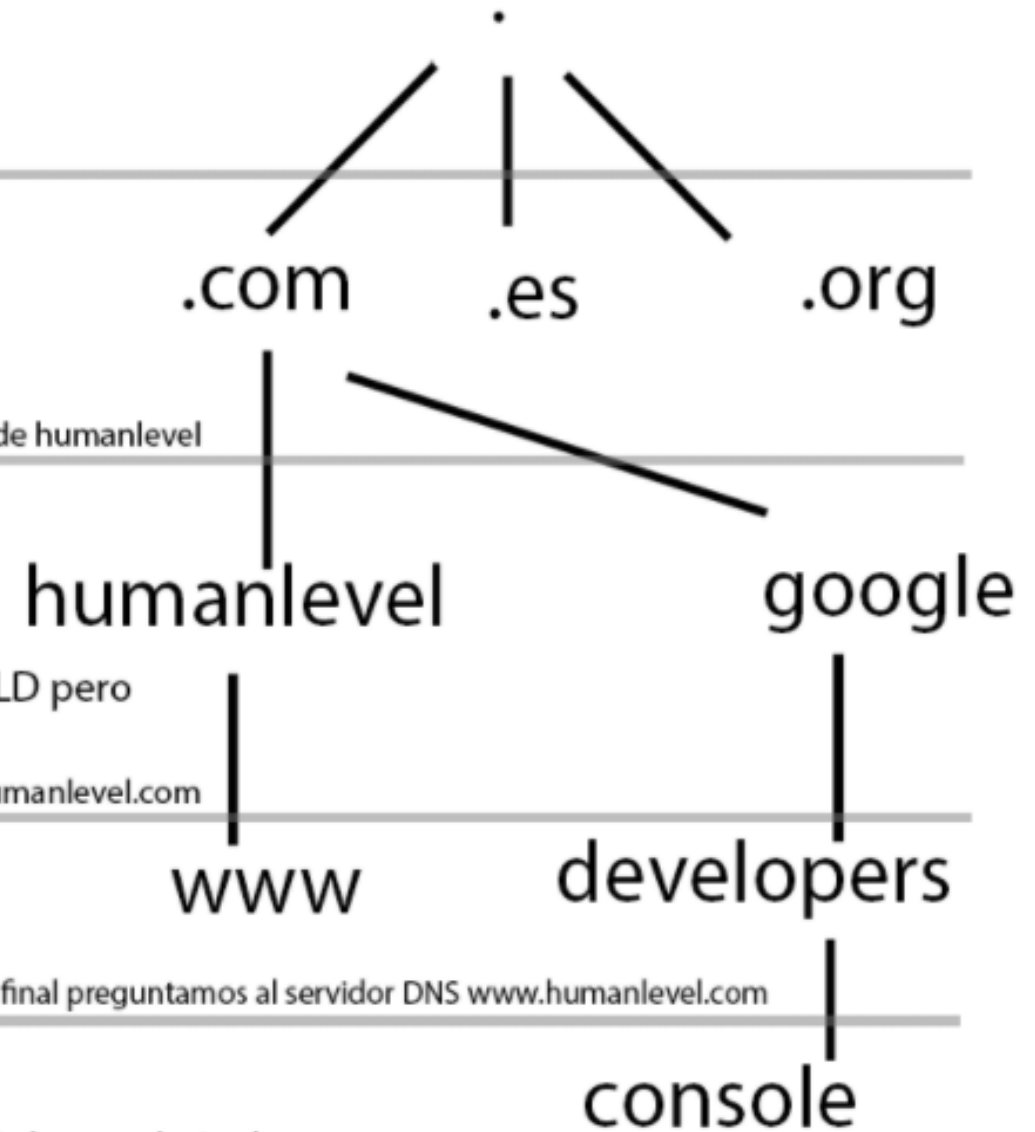 .
.com .es .org
de humanlevel
humanlevel google
LD pero
umanlevel.com
www developers
final preguntamos al servidor DNS www.humanlevel.com
console